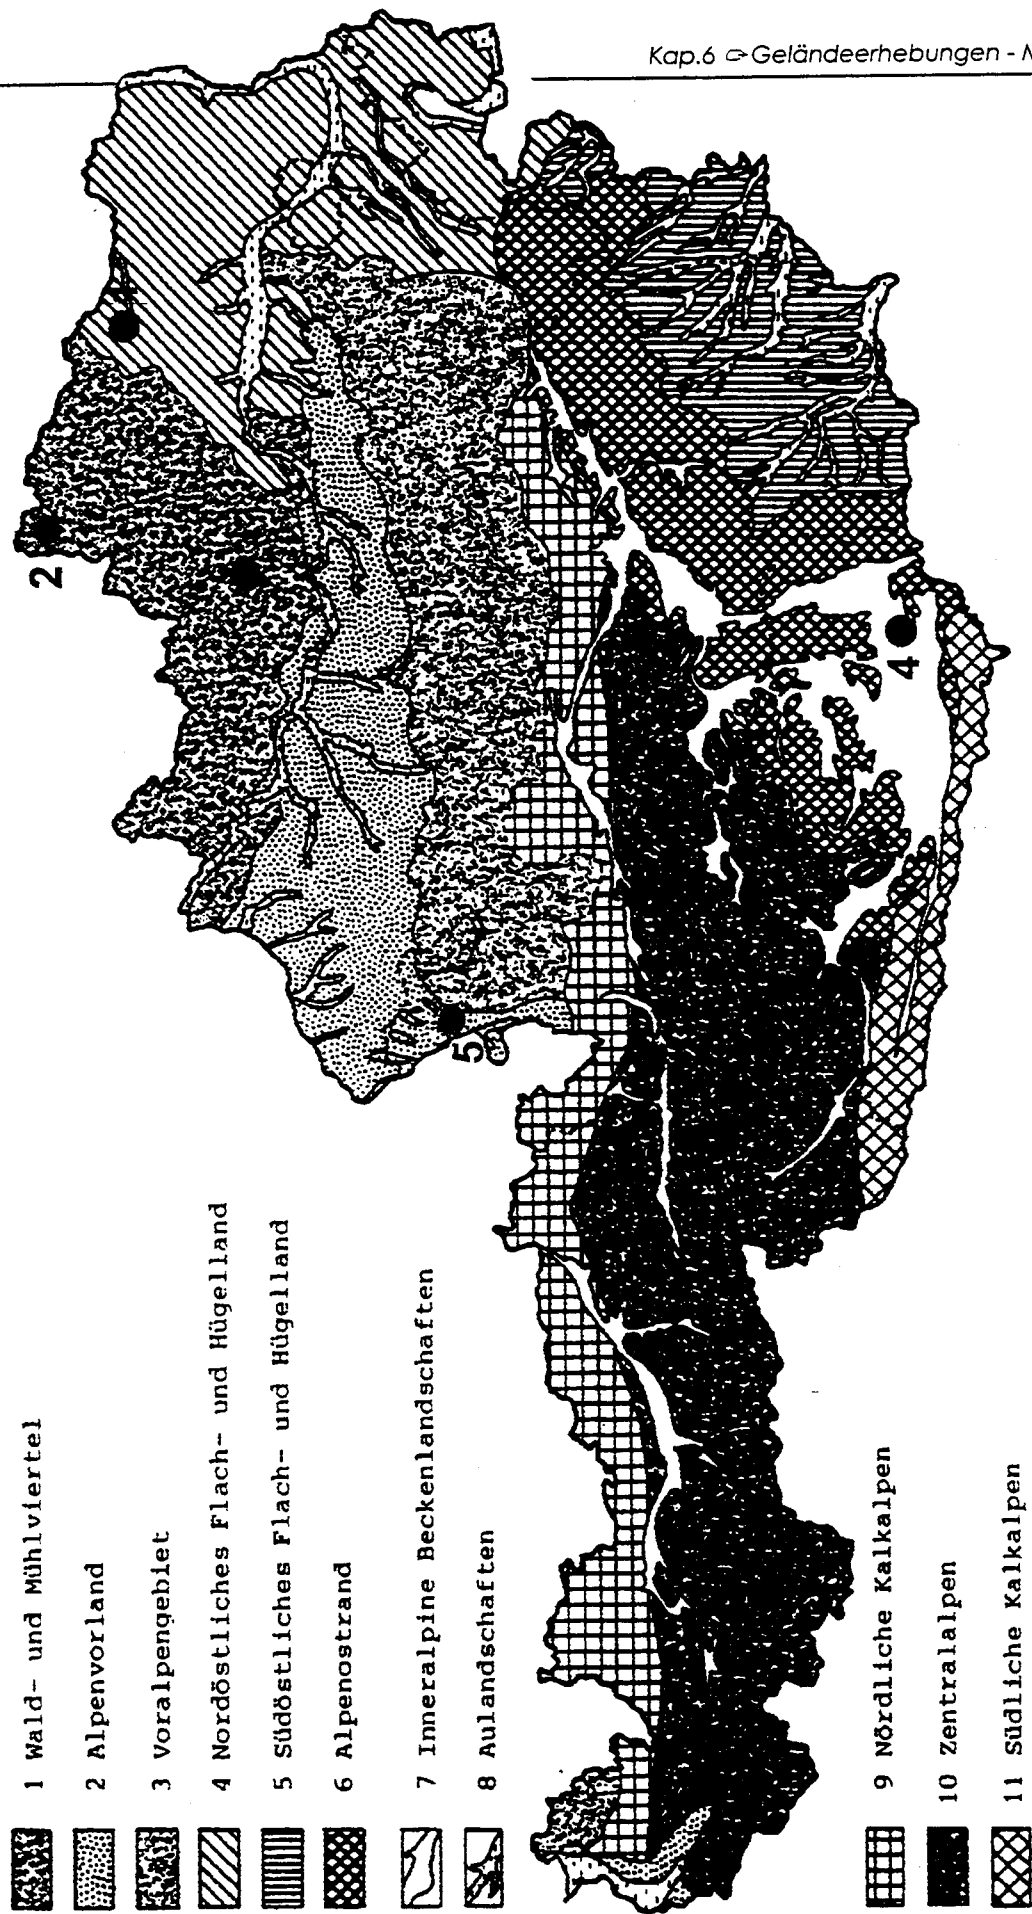 Kap.6 ⇨ Geländeerhebungen -
1 Wald- und Mühlviertel
2 Alpenvorland
3 Voralpengebiet
4 Nordöstliches Flach- und Hügelland
5 Südöstliches Flach- und Hügelland
6 Alpenostrand
7 Inneralpine Beckenlandschaften
8 Aulandschaften
9 Nördliche Kalkalpen
10 Zentralalpen
11 Südliche Kalkalpen
2
5
4